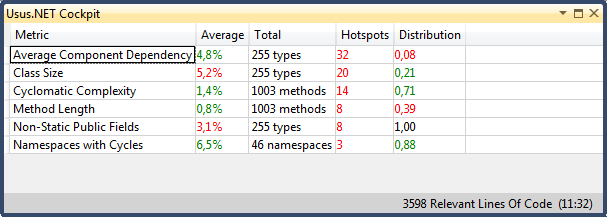 Usus.NET Cockpit
Metric Average Total Hotspots Distribution
Average Component Dependency 4,8% 255 types 32 0,08
Class Size 5,2% 255 types 20 0,21
Cyclomatic Complexity 1,4% 1003 methods 14 0,71
Method Length 0,8% 1003 methods 8 0,39
Non-Static Public Fields 3,1% 255 types 8 1,00
Namespaces with Cycles 6,5% 46 namespaces 3 0,88
3598 Relevant Lines Of Code (11:32)